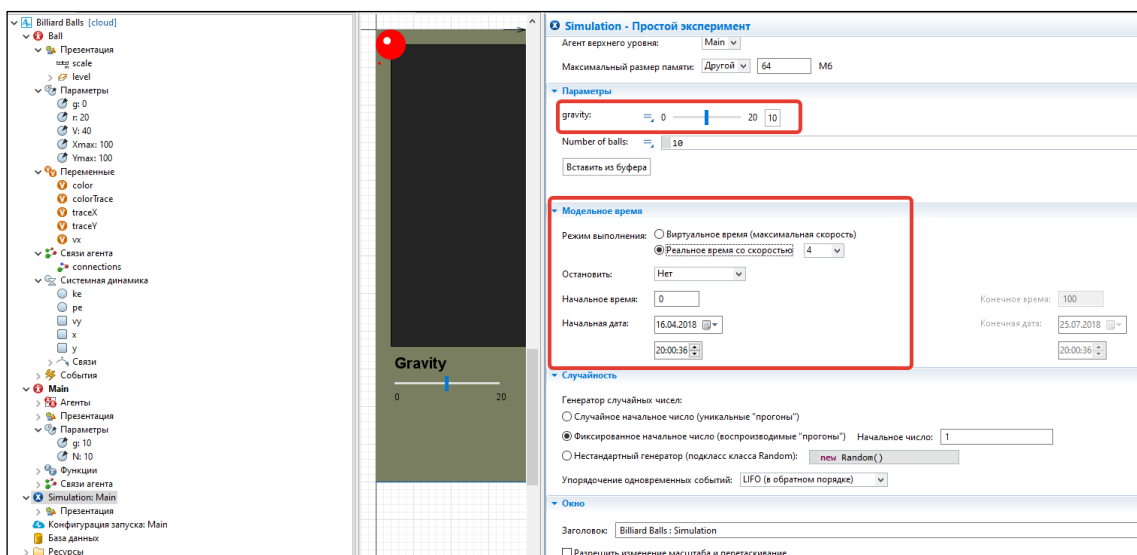 Billiard Balls [cloud]
Ball
Презентация
scale
level
Параметры
g: 0
r: 20
V: 40
Xmax: 100
Ymax: 100
Переменные
color
colorTrace
traceX
traceY
vx
Связи агента
connections
Системная динамика
ke
pe
vy
x
y
Связи
События
Main
Агенты
Презентация
Параметры
g: 10
N: 10
Функции
Связи агента
Simulation: Main
Презентация
Конфигурация запуска: Main
База данных
Ресурсы
Gravity
0 20
Simulation - Простой эксперимент
Агент верхнего уровня: Main
Максимальный размер памяти: Другой 64 Мб
Параметры
gravity: 0 20 10
Number of balls: 10
Вставить из буфера
Модельное время
Режим выполнения: Виртуальное время (максимальная скорость)
Реальное время со скоростью 4
Остановить: Нет
Начальное время: 0 Конечное время: 100
Начальная дата: 16.04.2018 Конечная дата: 25.07.2018
20:00:36 20:00:36
Случайность
Генератор случайных чисел:
Случайное начальное число (уникальные "прогоны")
Фиксированное начальное число (воспроизводимые "прогоны") Начальное число: 1
Нестандартный генератор (подкласс класса Random): new Random()
Упорядочение одновременных событий: LIFO (в обратном порядке)
Окно
Заголовок: Billiard Balls : Simulation
Разрешить изменение масштаба и перетаскивание